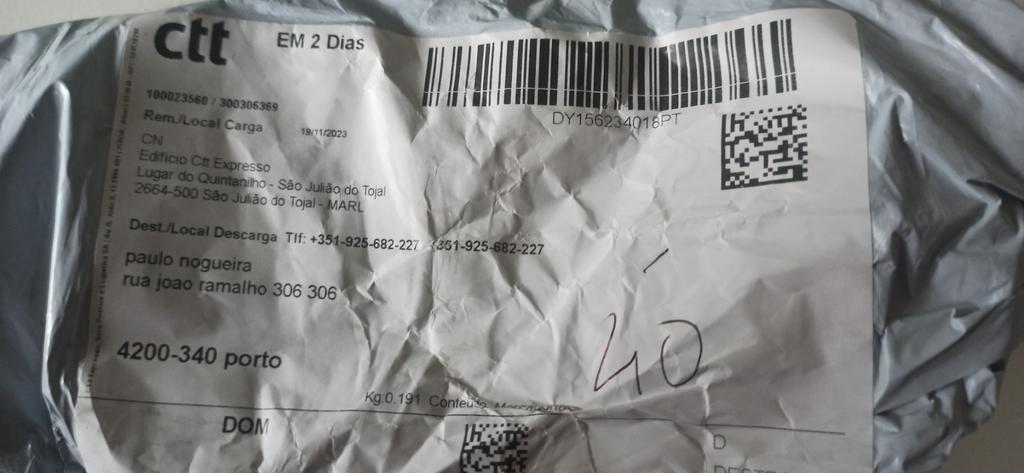 ctt
EM 2 Dias
DY156234018PT
100023560 / 300306369
Rem./Local Carga 19/11/2023
CN
Edificio Ctt Expresso
Lugar do Quintanilho - São Julião do Tojal
2664-500 São Julião do Tojal - MARL
Dest./Local Descarga Tlf: +351-925-682-227 +351-925-682-227
paulo nogueira
rua joao ramalho 306 306
40
4200-340 porto
Kg:0.191 Conteúdo
DOM
D